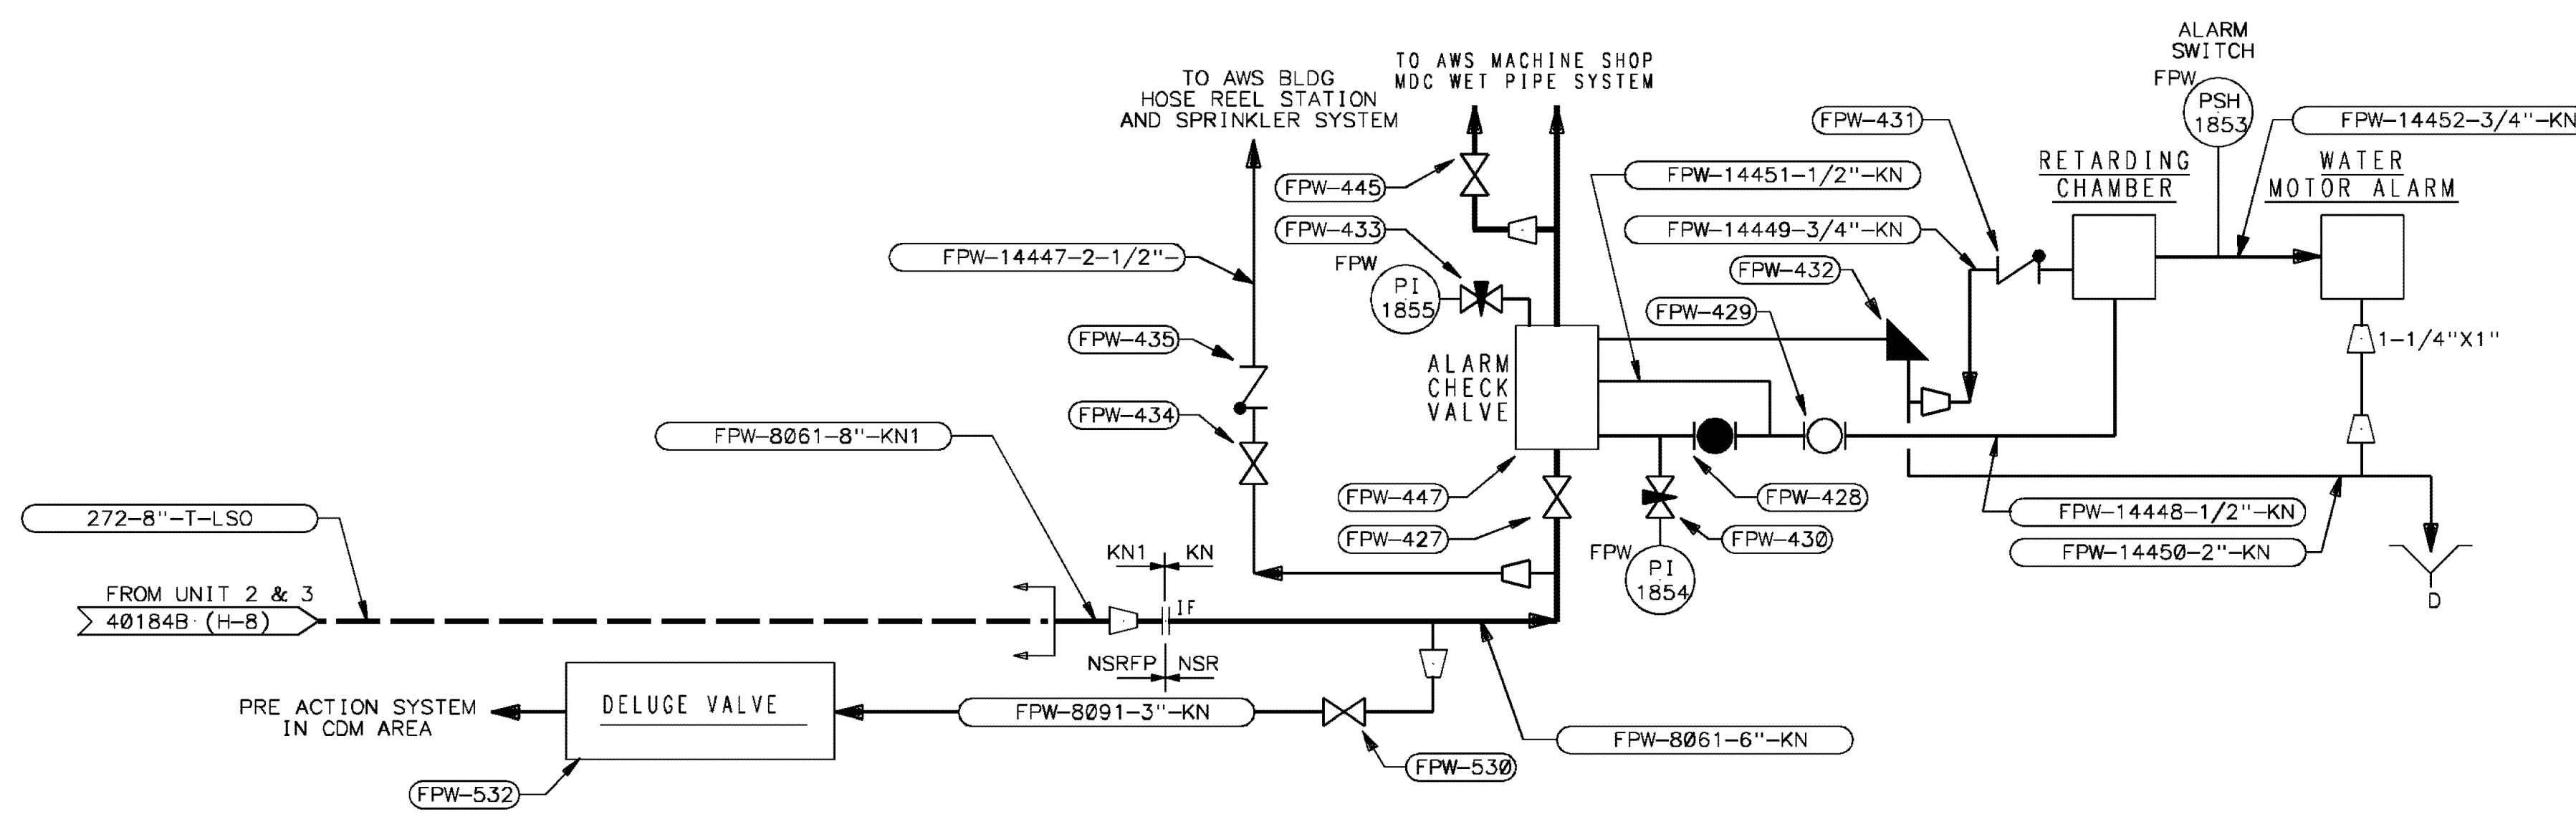 ALARM
SWITCH
FPW
PSH
1853
FPW-14452-3/4"-KN
TO AWS MACHINE SHOP
MDC WET PIPE SYSTEM
TO AWS BLDG
HOSE REEL STATION
AND SPRINKLER SYSTEM
FPW-431
RETARDING
CHAMBER
WATER
MOTOR ALARM
FPW-445
FPW-14451-1/2"-KN
FPW-433
FPW-14449-3/4"-KN
FPW-14447-2-1/2"-
FPW
PI
1855
FPW-432
FPW-429
FPW-435
1-1/4"X1"
ALARM
CHECK
VALVE
FPW-434
FPW-8061-8"-KN1
FPW-447
FPW-428
272-8"-T-LSO
FPW-14448-1/2"-KN
FPW-427
FPW-430
KN1
KN
FPW
PI
1854
FPW-14450-2"-KN
FROM UNIT 2 & 3
40184B (H-8)
IF
D
NSRFP
NSR
PRE ACTION SYSTEM
IN CDM AREA
DELUGE VALVE
FPW-8091-3"-KN
FPW-8061-6"-KN
FPW-530
FPW-532